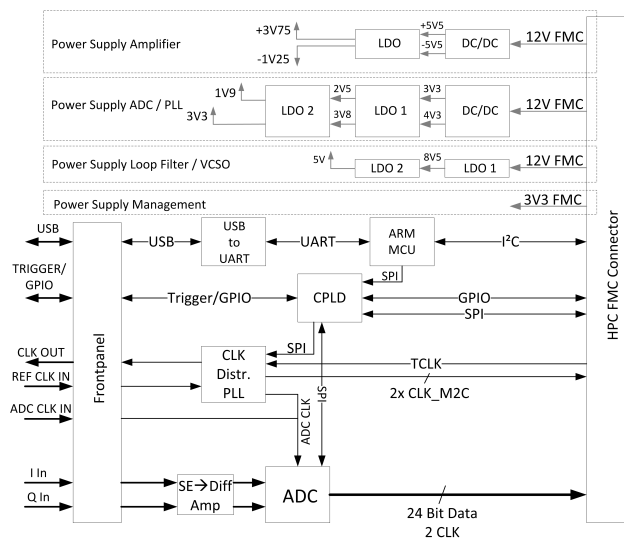 Power Supply Amplifier
+3V75
-1V25
LDO
+5V5
-5V5
DC/DC
12V FMC
Power Supply ADC / PLL
1V9
3V3
LDO 2
2V5
3V8
LDO 1
3V3
4V3
DC/DC
12V FMC
Power Supply Loop Filter / VCSO
5V
LDO 2
8V5
LDO 1
12V FMC
Power Supply Management
3V3 FMC
HPC FMC Connector
Frontpanel
USB
USB
USB
to
UART
UART
ARM
MCU
I²C
SPI
TRIGGER/
GPIO
Trigger/GPIO
CPLD
GPIO
SPI
CLK OUT
REF CLK IN
ADC CLK IN
SPI
CLK
Distr.
PLL
TCLK
2x CLK_M2C
SPI
ADC CLK
I In
Q In
SE→Diff
Amp
ADC
24 Bit Data
2 CLK